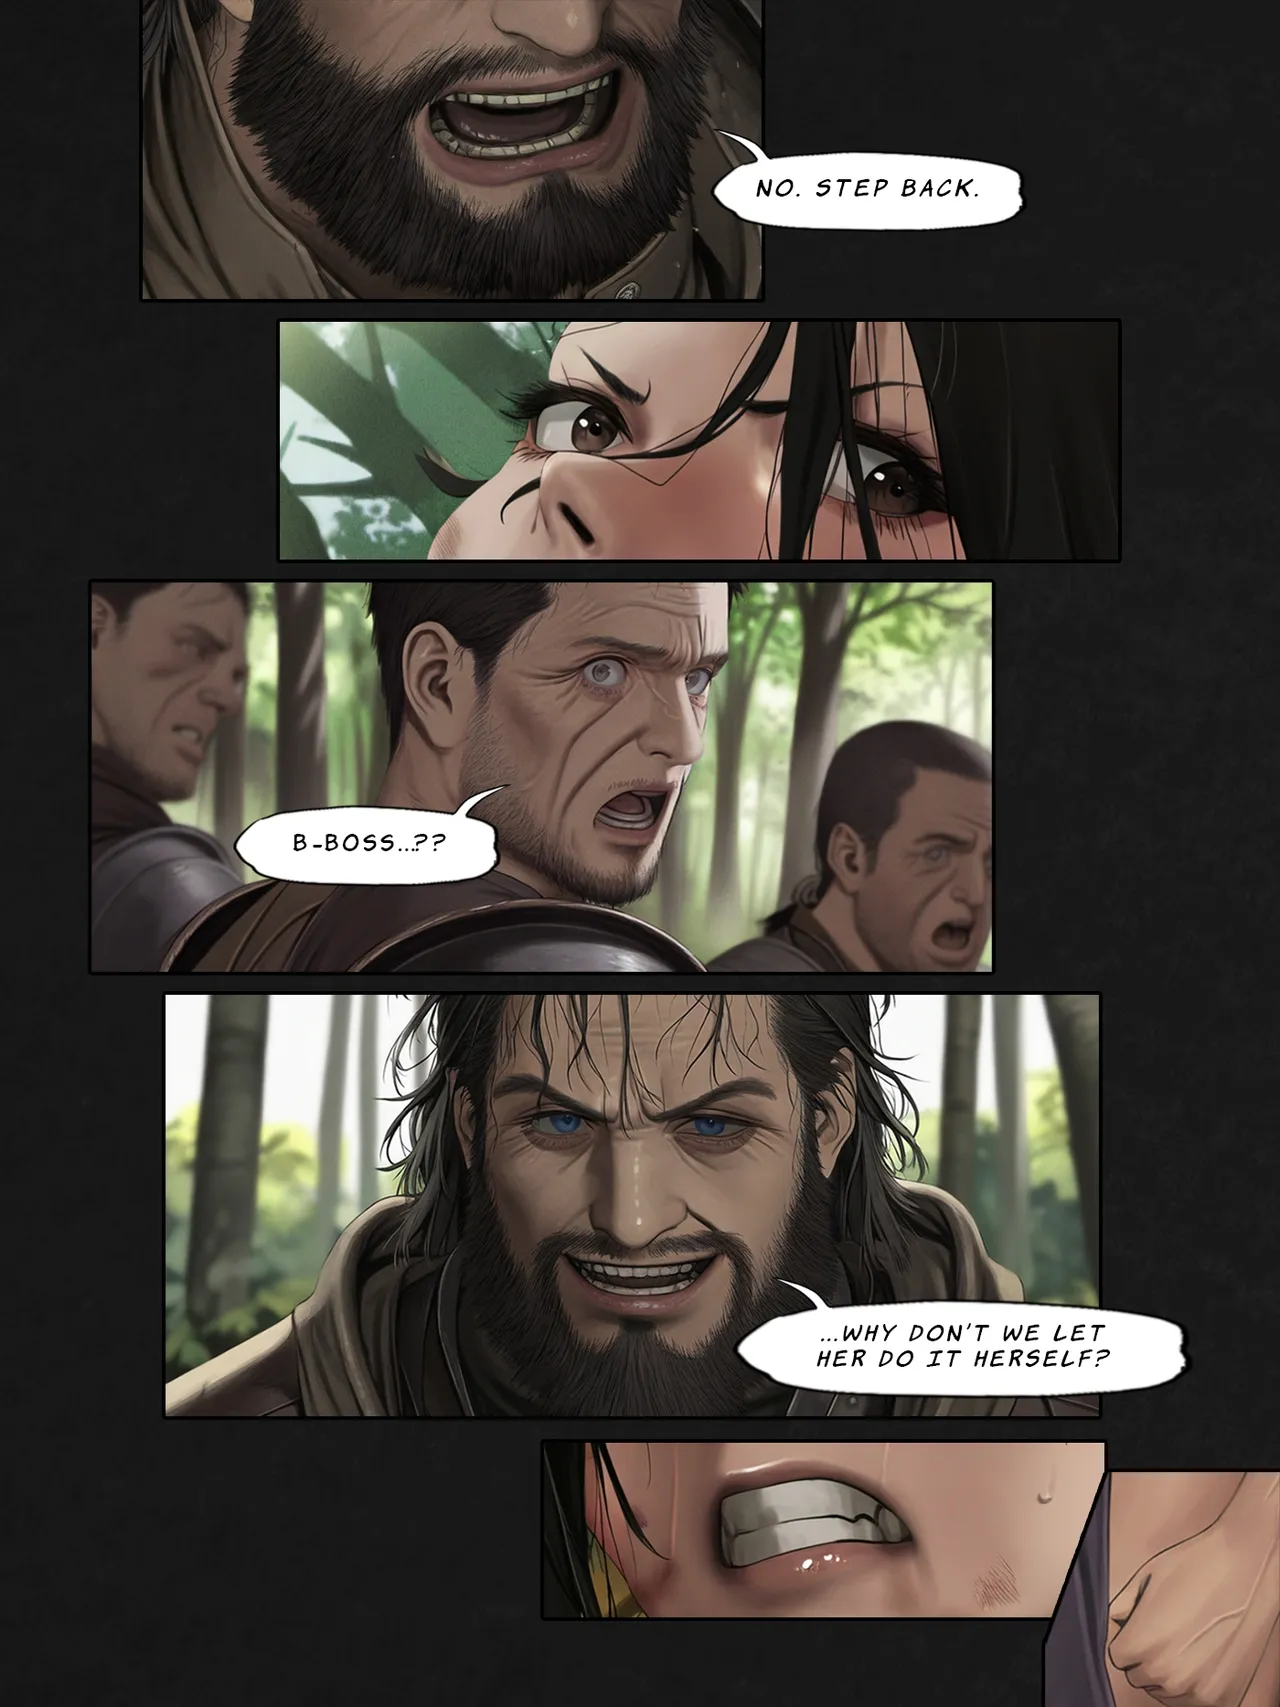 NO. STEP BACK.
B-BOSS...??
...WHY DON'T WE LET
HER DO IT HERSELF?